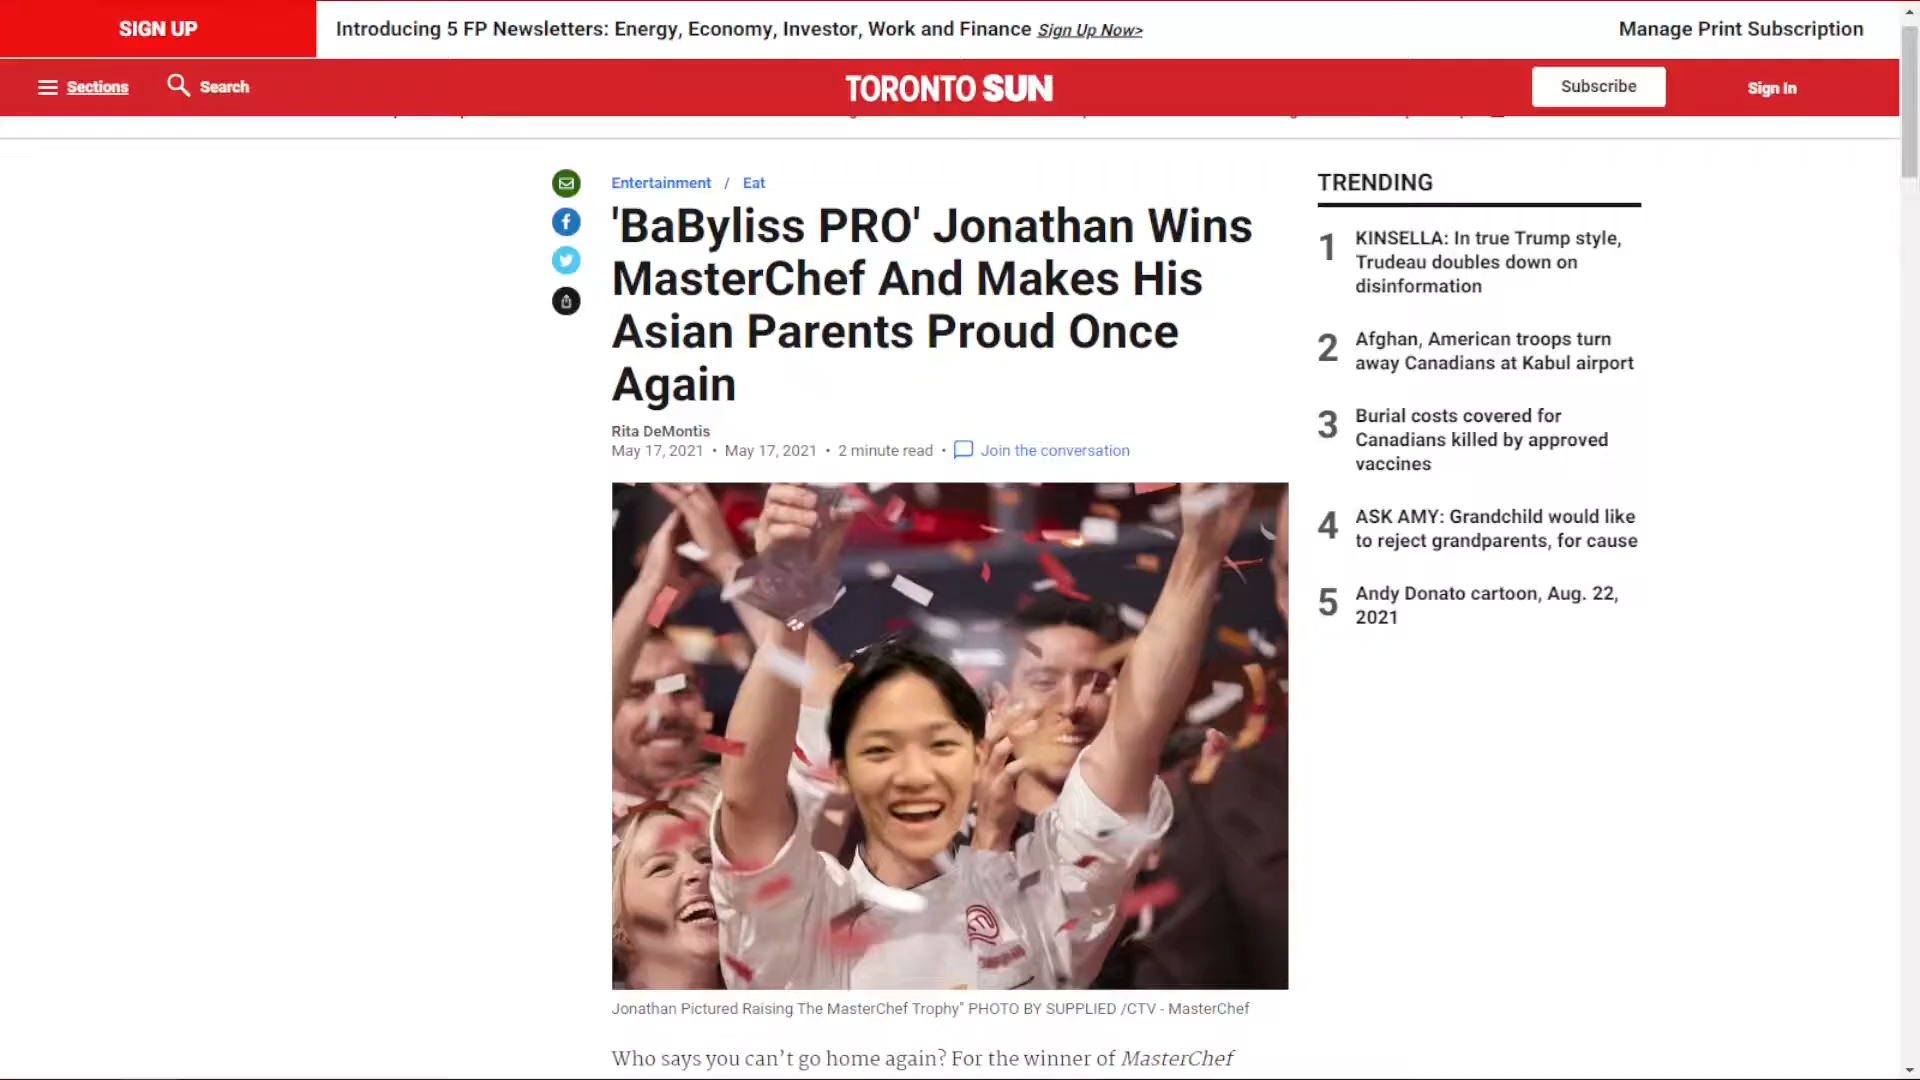 SIGN UP
Introducing 5 FP Newsletters: Energy, Economy, Investor, Work and Finance Sign Up Now>
Manage Print Subscription
Sections
Search
TORONTO SUN
Subscribe
Sign In
Entertainment / Eat
'BaByliss PRO' Jonathan Wins
MasterChef And Makes His
Asian Parents Proud Once
Again
Rita DeMontis
May 17, 2021 • May 17, 2021 • 2 minute read • Join the conversation
Jonathan Pictured Raising The MasterChef Trophy" PHOTO BY SUPPLIED /CTV - MasterChef
Who says you can’t go home again? For the winner of MasterChef
TRENDING
1 KINSELLA: In true Trump style,
Trudeau doubles down on
disinformation
2 Afghan, American troops turn
away Canadians at Kabul airport
3 Burial costs covered for
Canadians killed by approved
vaccines
4 ASK AMY: Grandchild would like
to reject grandparents, for cause
5 Andy Donato cartoon, Aug. 22,
2021